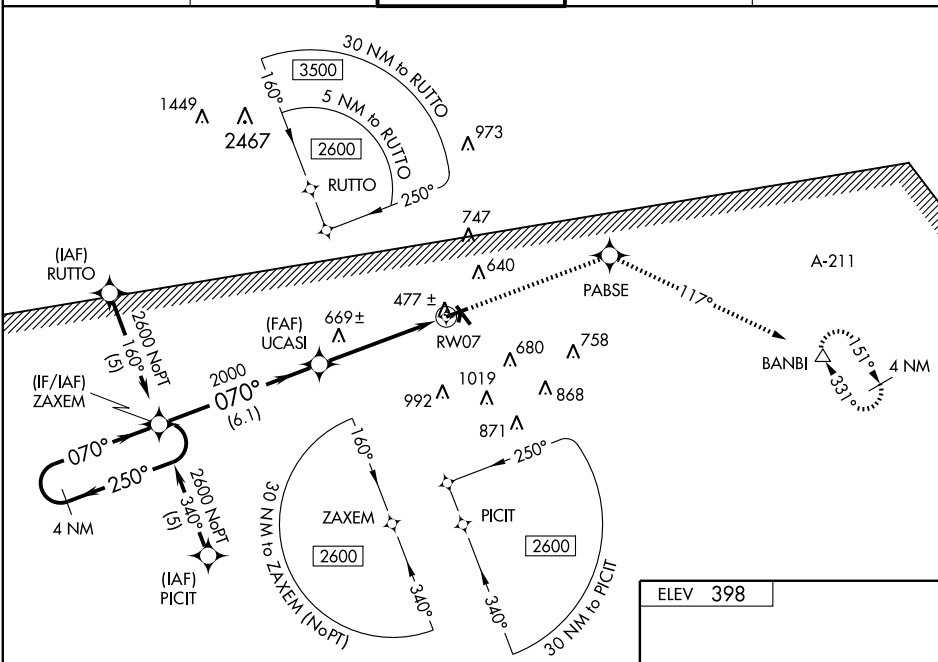 30 NM to RUTTO
3500
160°
5 NM to RUTTO
2600
RUTTO
250°
1449
2467
973
747
640
A-211
(IAF)
RUTTO
2600 NoPT
160°
(5)
(FAF)
UCASI
669 ±
477 ±
RW07
PABSE
117°
BANBI
151°
331°
4 NM
(IF/IAF)
ZAXEM
2000
070°
(6.1)
680
758
992
1019
868
871
070°
250°
4 NM
2600 NoPT
340°
(5)
(IAF)
PICIT
160°
ZAXEM
2600
340°
30 NM to ZAXEM (NoPT)
250°
PICIT
2600
340°
30 NM to PICIT
ELEV 398